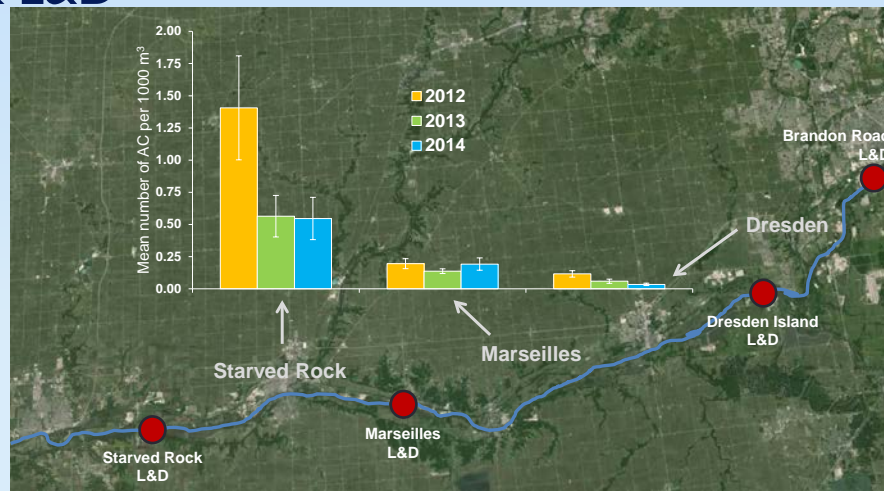 L&D
2.00
1.75
1.50
1.25
1.00
0.75
0.50
0.25
0.00
Mean number of AC per 1000 m³
2012
2013
2014
Brandon Road
L&D
Dresden
Dresden Island
L&D
Marseilles
Starved Rock
Marseilles
L&D
Starved Rock
L&D